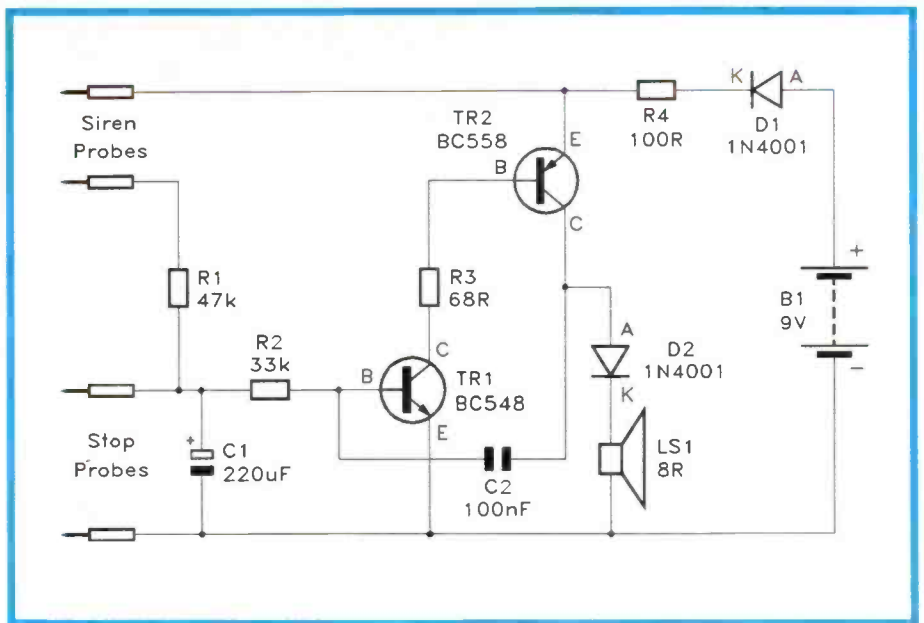 K A
R4
100R
D1
1N4001
Siren
Probes
TR2
BC558
E
B
C
R1
47k
R3
68R
B1
9V
+
-
R2
33k
C
B
TR1
BC548
E
A
D2
1N4001
K
Stop
Probes
+
C1
220uF
C2
100nF
LS1
8R